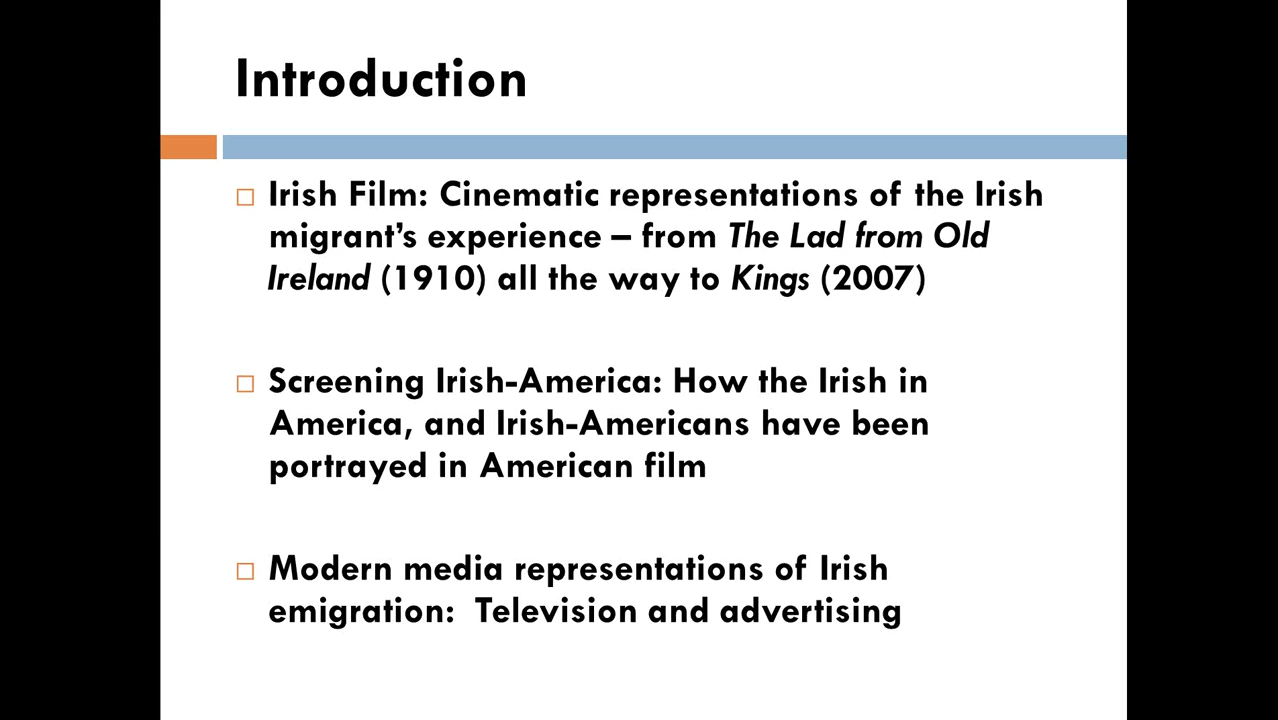 Introduction
Irish Film: Cinematic representations of the Irish
migrant’s experience – from The Lad from Old
Ireland (1910) all the way to Kings (2007)
Screening Irish-America: How the Irish in
America, and Irish-Americans have been
portrayed in American film
Modern media representations of Irish
emigration:  Television and advertising